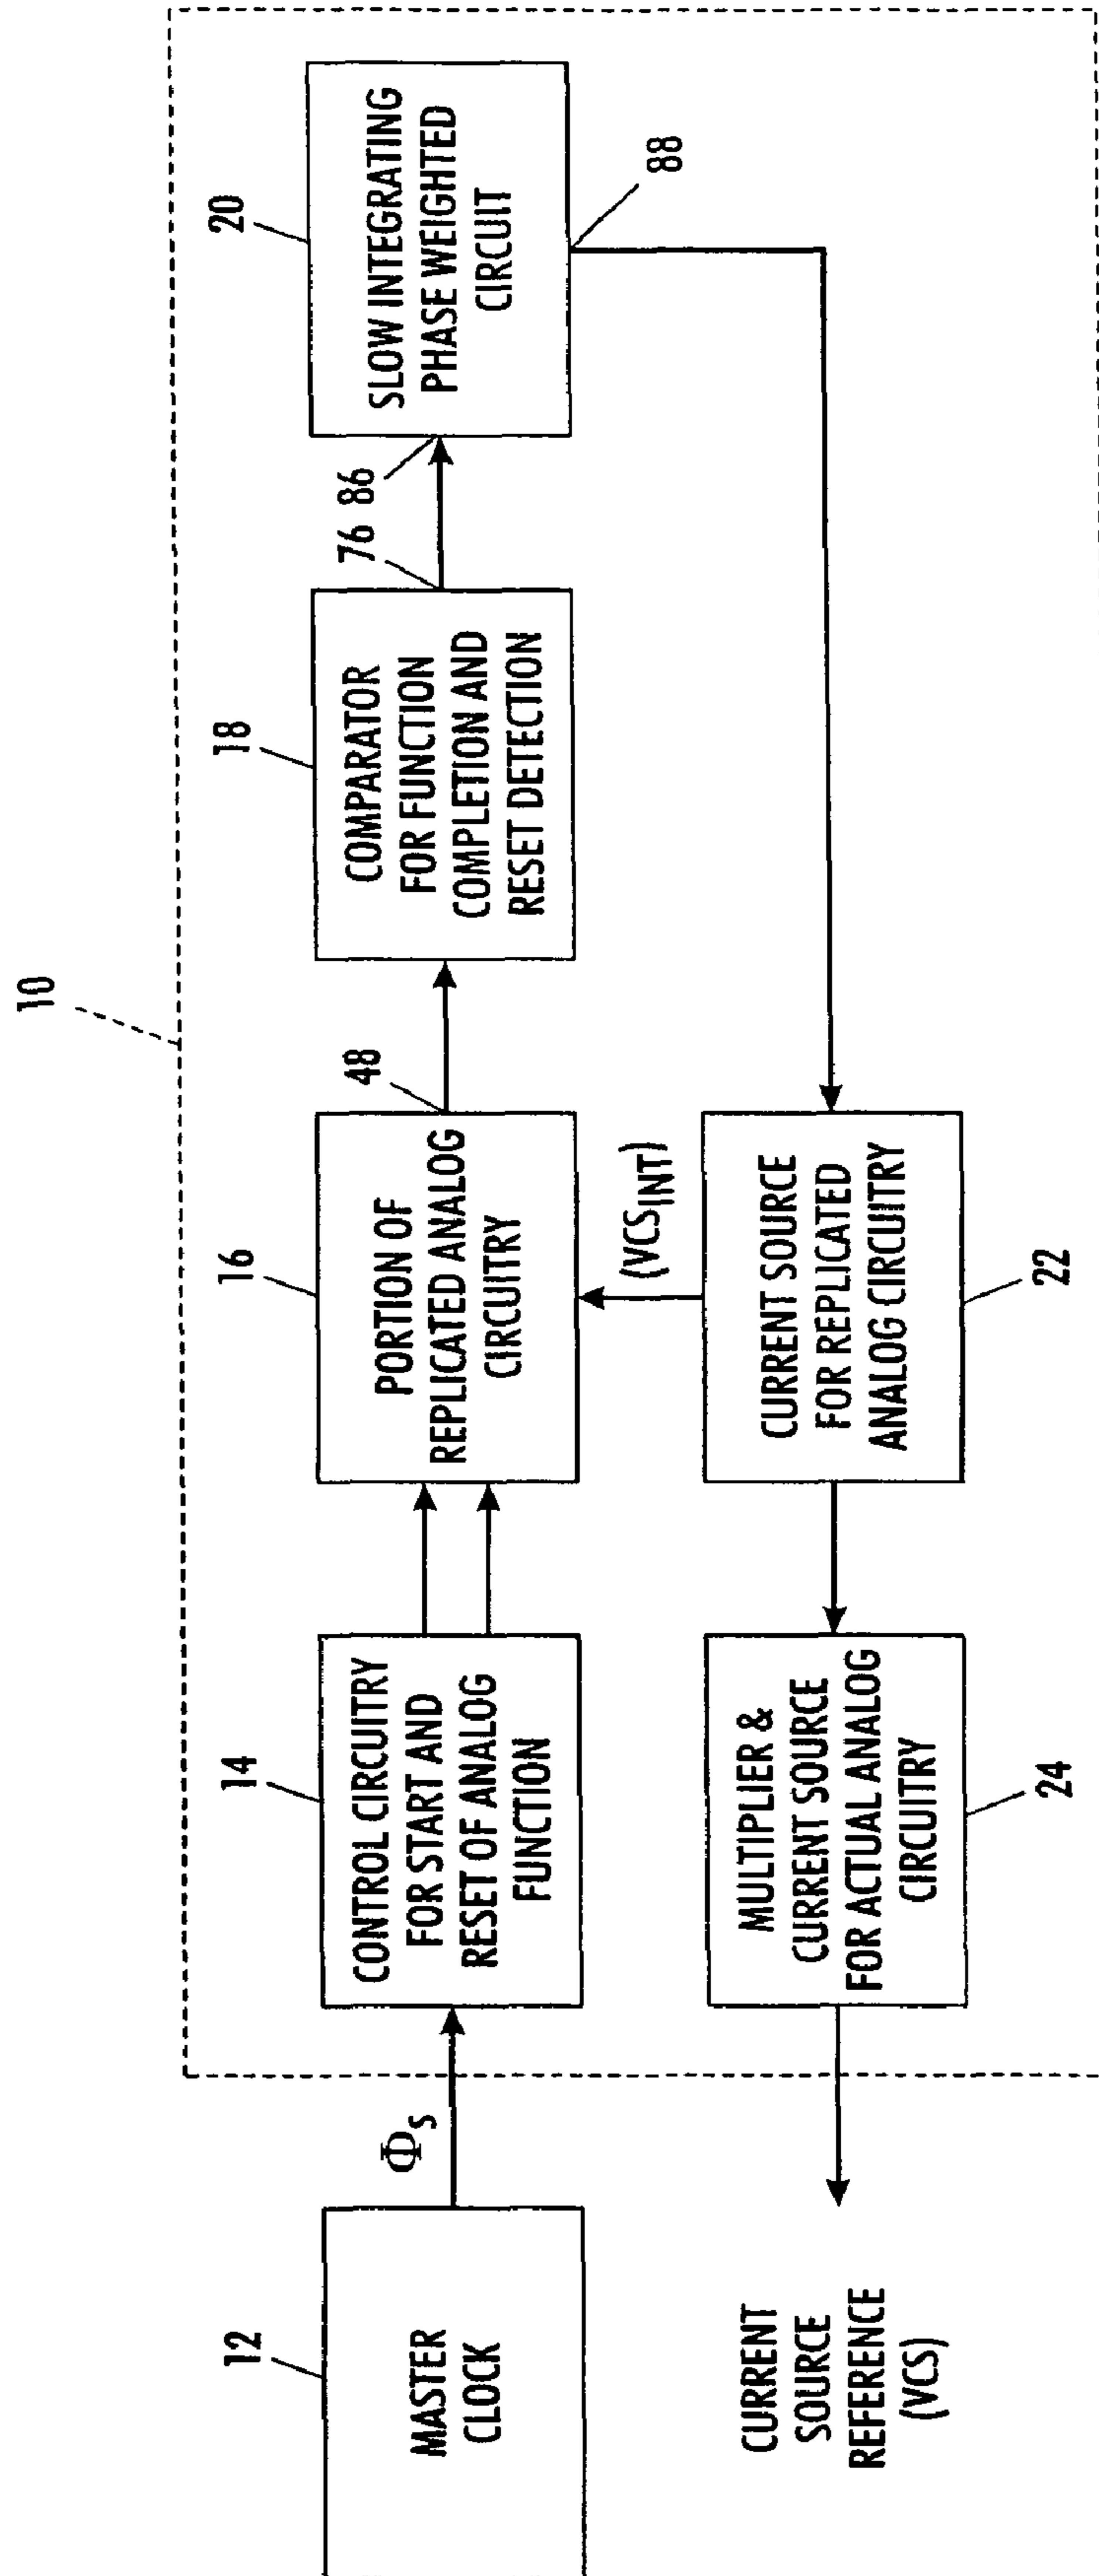 10
12
MASTER
CLOCK
Φs
14
CONTROL CIRCUITRY
FOR START AND
RESET OF ANALOG
FUNCTION
16
PORTION OF
REPLICATED ANALOG
CIRCUITRY
48
18
COMPARATOR
FOR FUNCTION
COMPLETION AND
RESET DETECTION
76
86
20
SLOW INTEGRATING
PHASE WEIGHTED
CIRCUIT
88
(VCSINT)
CURRENT
SOURCE
REFERENCE
(VCS)
MULTIPLIER &
CURRENT SOURCE
FOR ACTUAL ANALOG
CIRCUITRY
24
CURRENT SOURCE
FOR REPLICATED
ANALOG CIRCUITRY
22